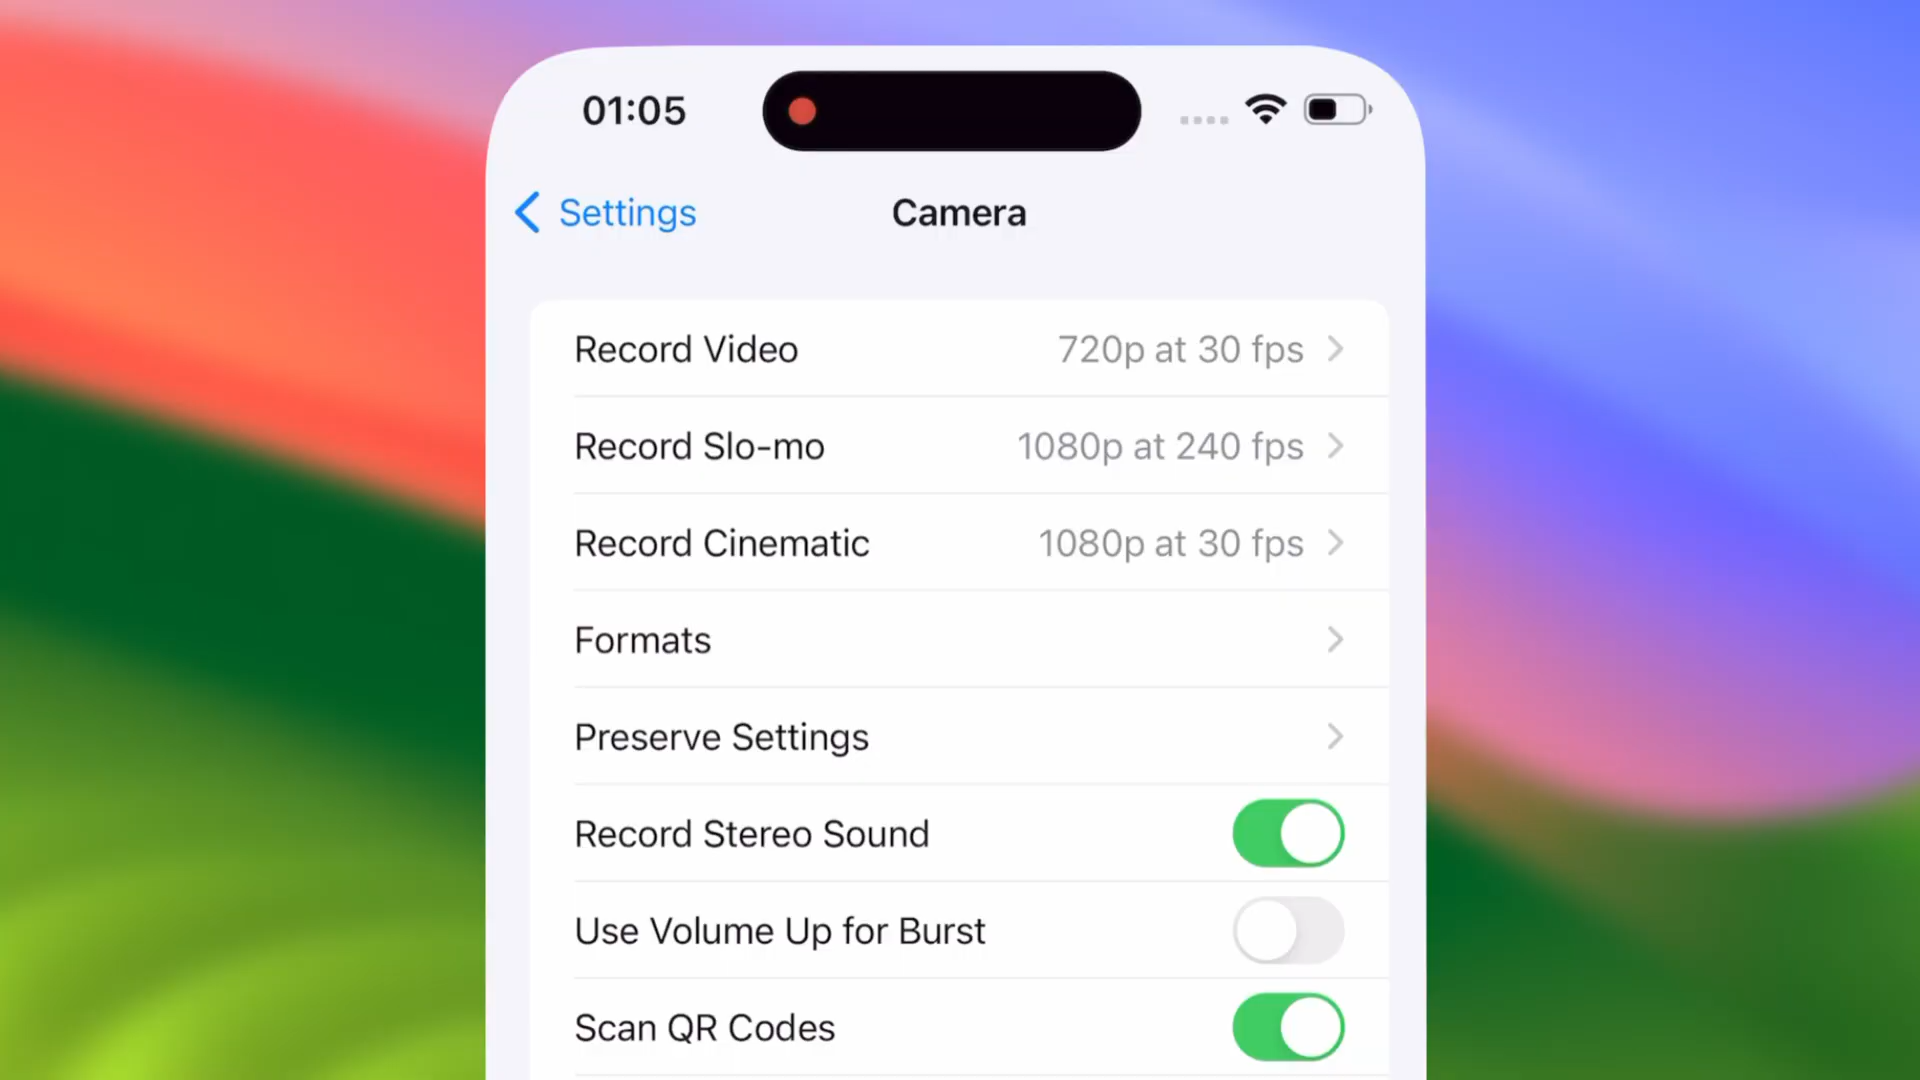 01:05
Settings
Camera
Record Video 720p at 30 fps
Record Slo-mo 1080p at 240 fps
Record Cinematic 1080p at 30 fps
Formats
Preserve Settings
Record Stereo Sound
Use Volume Up for Burst
Scan QR Codes